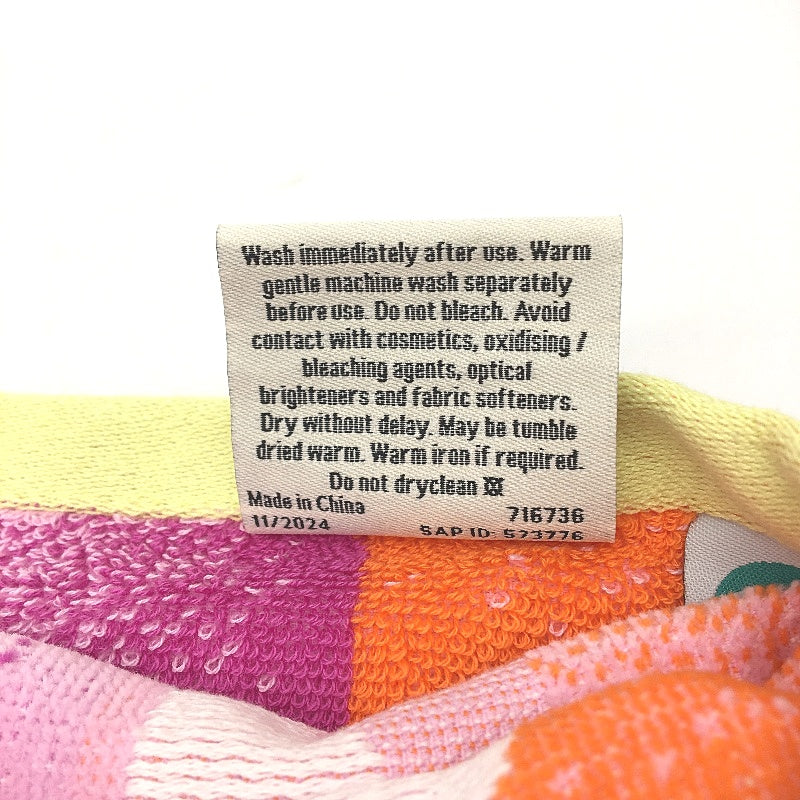 Wash immediately after use. Warm
gentle machine wash separately
before use. Do not bleach. Avoid
contact with cosmetics, oxidising /
bleaching agents, optical
brighteners and fabric softeners.
Dry without delay. May be tumble
dried warm. Warm iron if required.
Do not dryclean
Made in China
716736
11/2024
SAP ID: 573776